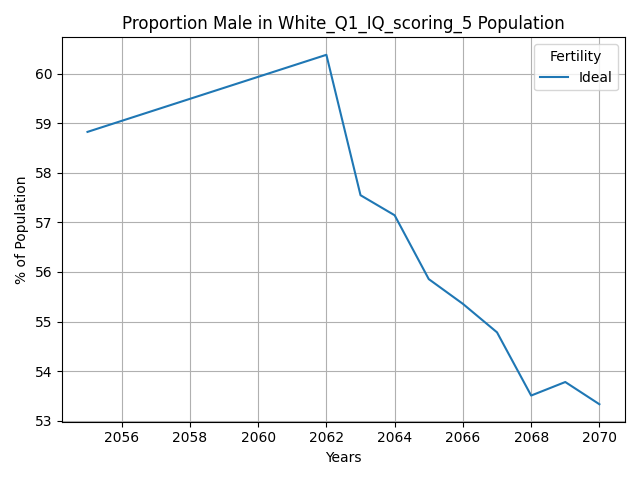 Proportion Male in White_Q1_IQ_scoring_5 Population
Fertility
Ideal
% of Population
60
59
58
57
56
55
54
53
2056 2058 2060 2062 2064 2066 2068 2070
Years